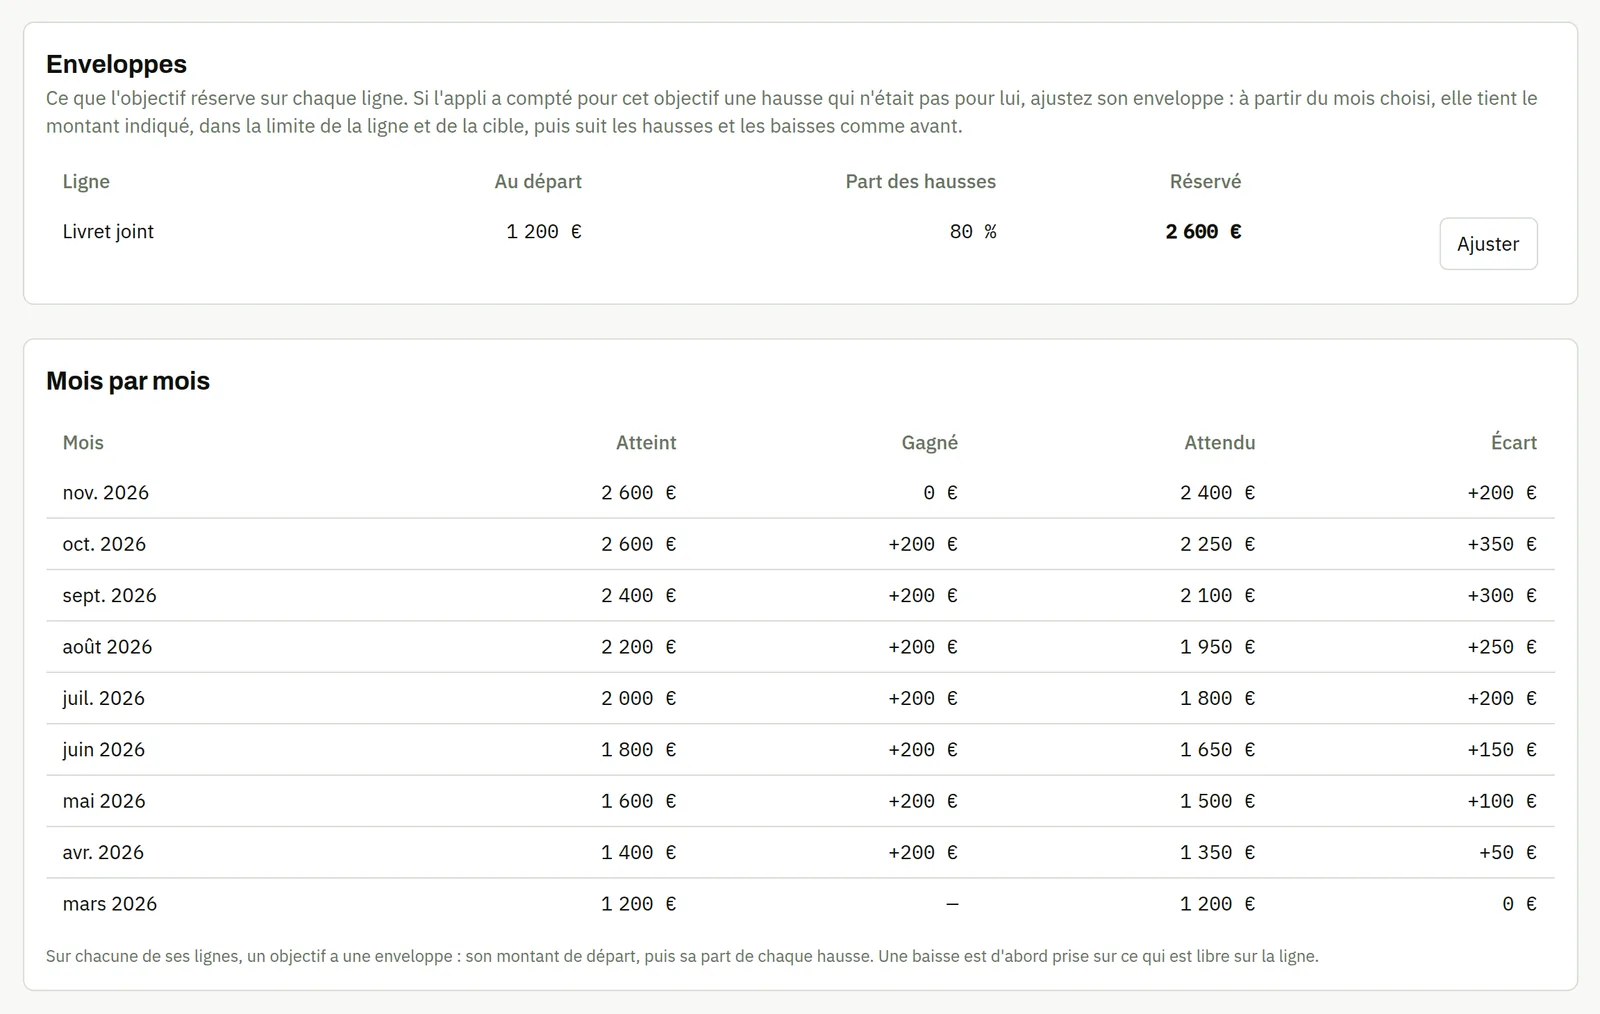 Enveloppes
Ce que l'objectif réserve sur chaque ligne. Si l'appli a compté pour cet objectif une hausse qui n'était pas pour lui, ajustez son enveloppe : à partir du mois choisi, elle tient le
montant indiqué, dans la limite de la ligne et de la cible, puis suit les hausses et les baisses comme avant.
Ligne Au départ Part des hausses Réservé
Livret joint 1 200 € 80 % 2 600 €
Ajuster
Mois par mois
Mois Atteint Gagné Attendu Écart
nov. 2026 2 600 € 0 € 2 400 € +200 €
oct. 2026 2 600 € +200 € 2 250 € +350 €
sept. 2026 2 400 € +200 € 2 100 € +300 €
août 2026 2 200 € +200 € 1 950 € +250 €
juil. 2026 2 000 € +200 € 1 800 € +200 €
juin 2026 1 800 € +200 € 1 650 € +150 €
mai 2026 1 600 € +200 € 1 500 € +100 €
avr. 2026 1 400 € +200 € 1 350 € +50 €
mars 2026 1 200 € — 1 200 € 0 €
Sur chacune de ses lignes, un objectif a une enveloppe : son montant de départ, puis sa part de chaque hausse. Une baisse est d'abord prise sur ce qui est libre sur la ligne.